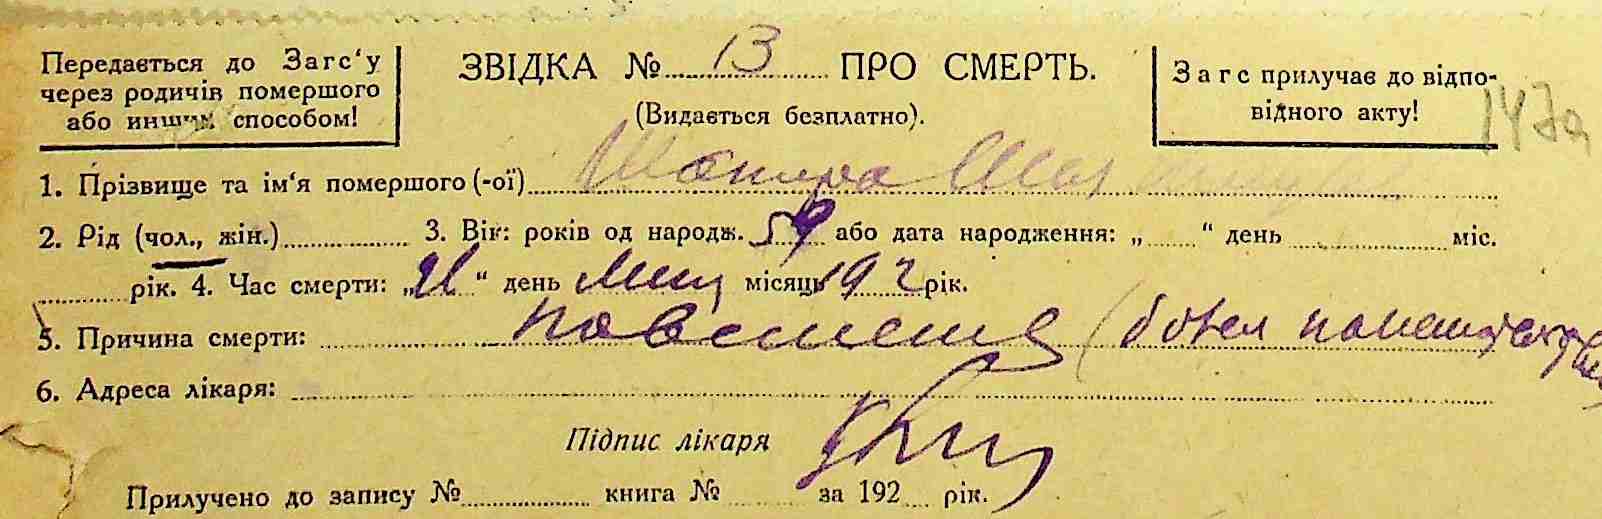 Передається до Загс‘у
через родичів помершого
або иншим способом!
ЗВІДКА № 13 ПРО СМЕРТЬ.
(Видається безплатно).
Загс прилучає до відпо-
відного акту!
1. Прізвище та ім‘я помершого (-ої)
2. Рід (чол., жін.) 3. Вік: років од народж. 59 або дата народження: „ “ день міс.
рік. 4. Час смерти: „21“ день місяць 192 рік.
5. Причина смерти: повешение (
6. Адреса лікаря:
Підпис лікаря
Прилучено до запису № книга № за 192 рік.